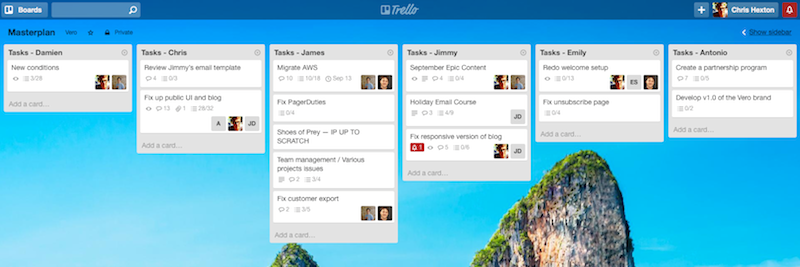 Boards
Trello
Chris Hexton
Masterplan
Vero
Private
Show sidebar
Tasks - Damien
New conditions
3/28
Add a card…
Tasks - Chris
Review Jimmy's email template
4 0/3
Fix up public UI and blog
13 1 28/32
A JD
Add a card…
Tasks - James
Migrate AWS
10 10/18 Sep 13
Fix PagerDuties
0/4
Shoes of Prey — IP UP TO
SCRATCH
Team management / Various
projects issues
2 3/4
Fix customer export
2 3/5
Add a card…
Tasks - Jimmy
September Epic Content
4 0/4
Holiday Email Course
3 4/9
JD
Fix responsive version of blog
1 3 0/6
JD
Add a card…
Tasks - Emily
Redo welcome setup
0/13
ES
Fix unsubscribe page
0/4
Add a card…
Tasks - Antonio
Create a partnership program
7 0/5
Develop v1.0 of the Vero brand
0/2
Add a card…